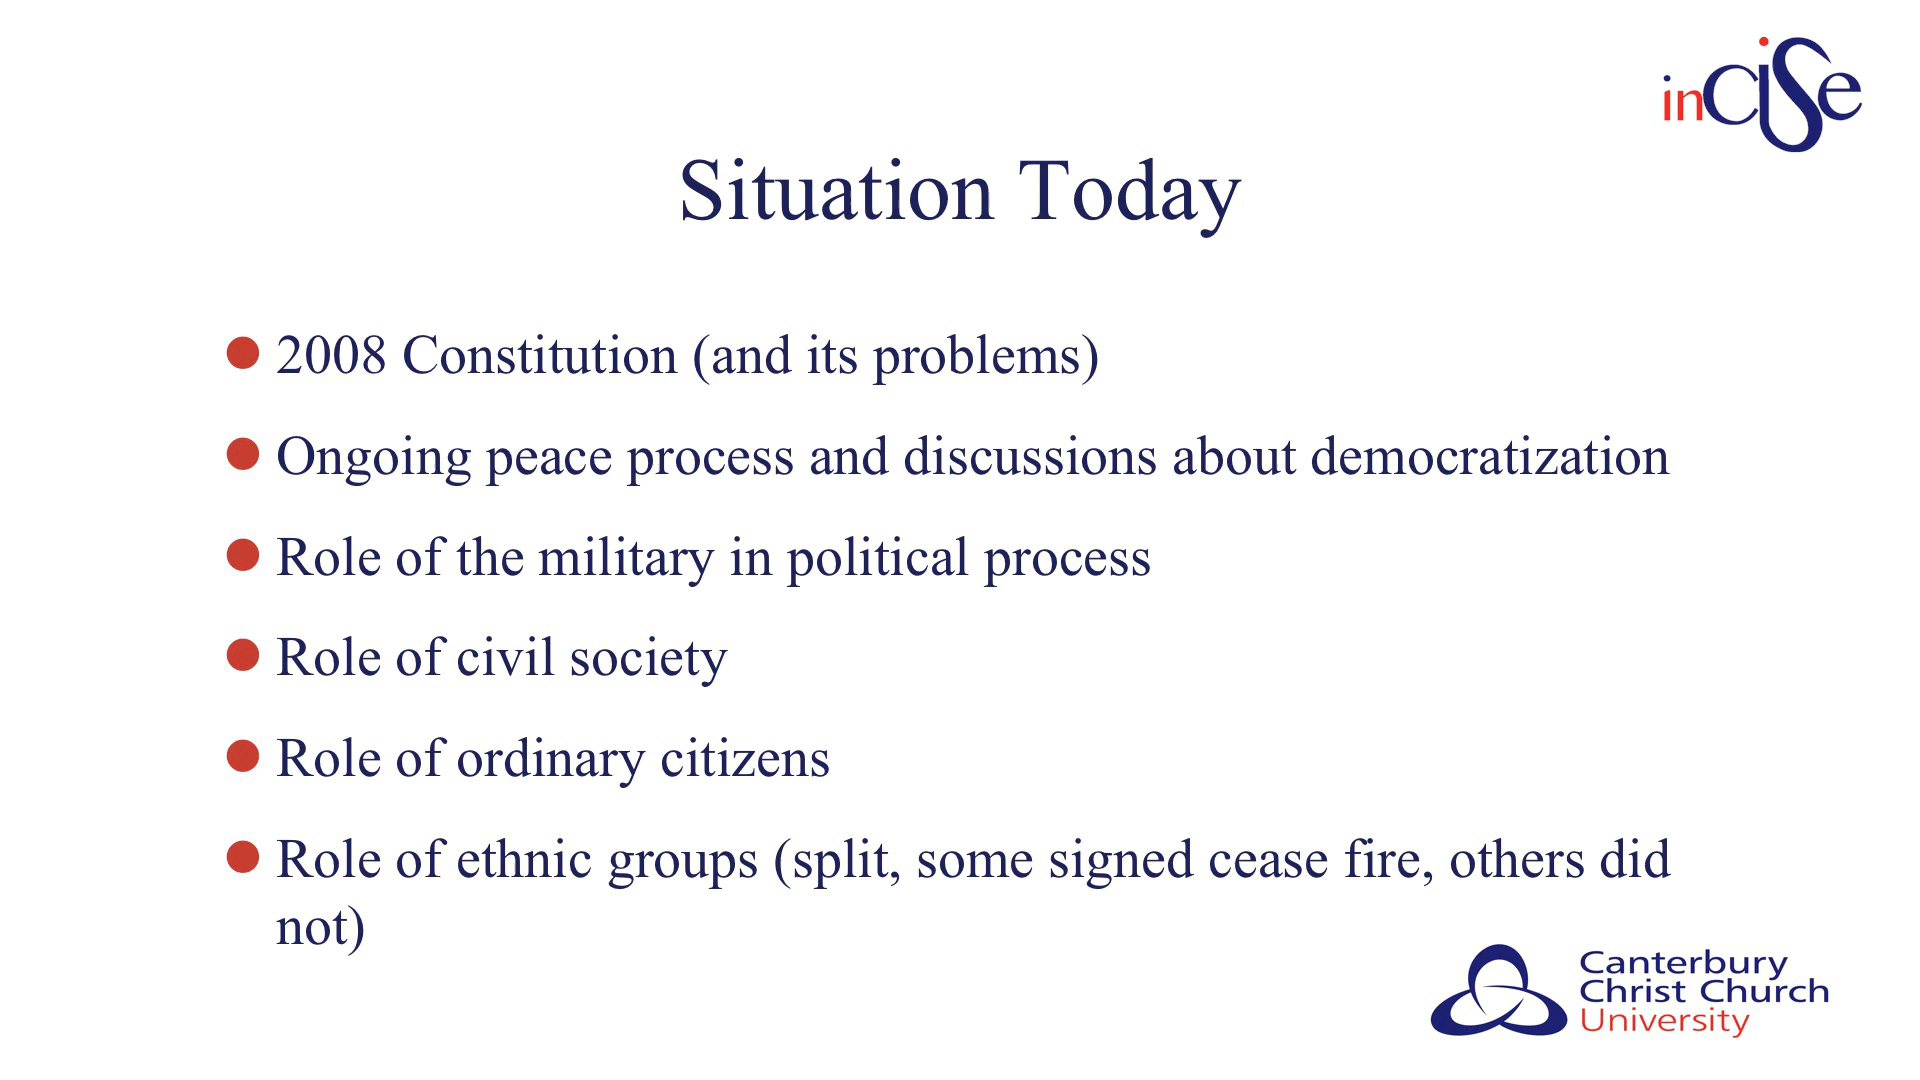 inCiSe
Situation Today
2008 Constitution (and its problems)
Ongoing peace process and discussions about democratization
Role of the military in political process
Role of civil society
Role of ordinary citizens
Role of ethnic groups (split, some signed cease fire, others did
not)
Canterbury
Christ Church
University